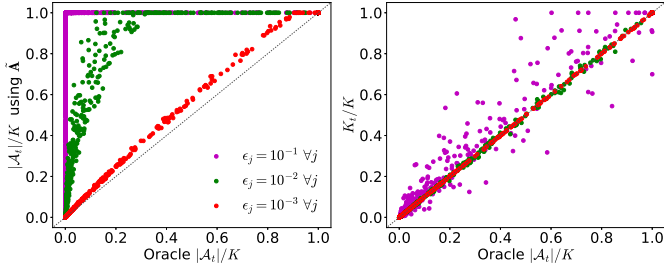 |𝒜ₜ|/K using Ã
1.0
0.8
0.6
0.4
0.2
0.0
ϵⱼ = 10⁻¹ ∀j
ϵⱼ = 10⁻² ∀j
ϵⱼ = 10⁻³ ∀j
0.0 0.2 0.4 0.6 0.8 1.0
Oracle |𝒜ₜ|/K
Kₜ/K
1.0
0.8
0.6
0.4
0.2
0.0
0.0 0.2 0.4 0.6 0.8 1.0
Oracle |𝒜ₜ|/K